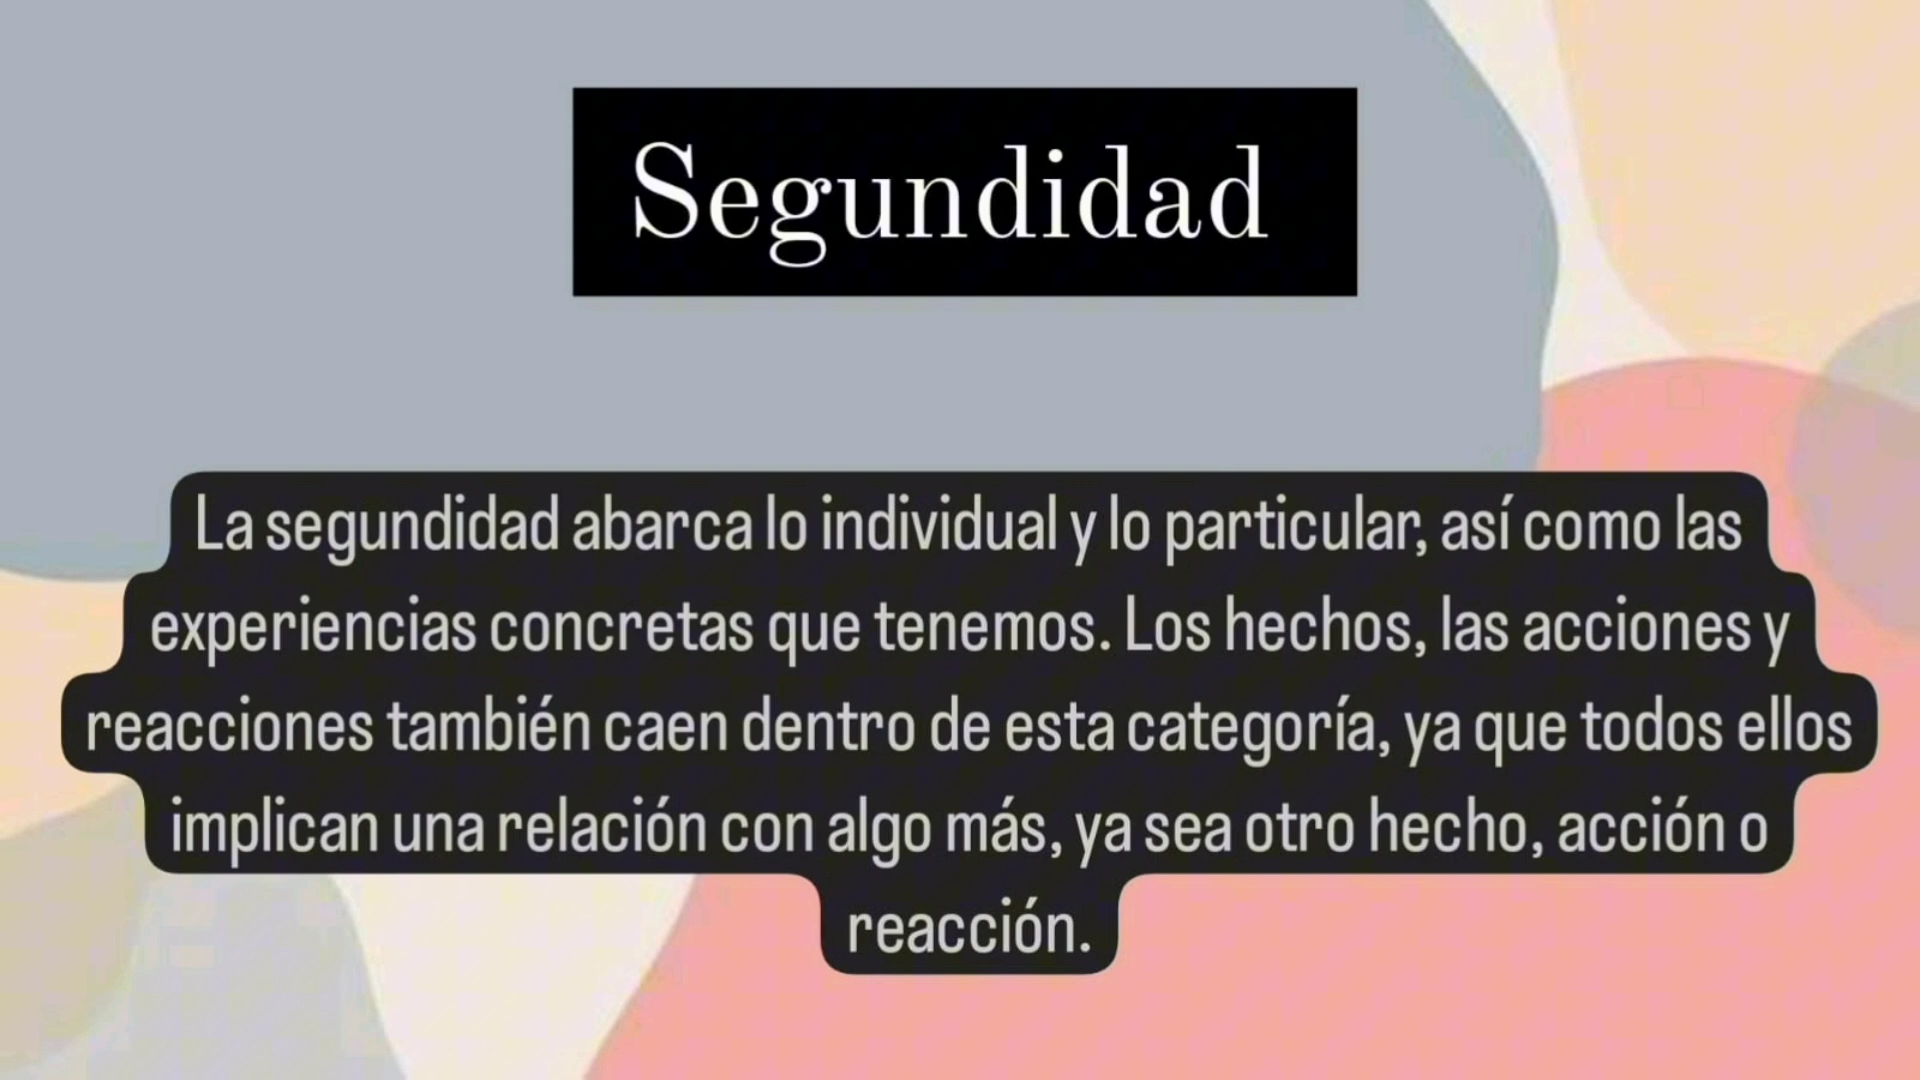 Segundidad
La segundidad abarca lo individual y lo particular, así como las
experiencias concretas que tenemos. Los hechos, las acciones y
reacciones también caen dentro de esta categoría, ya que todos ellos
implican una relación con algo más, ya sea otro hecho, acción o
reacción.